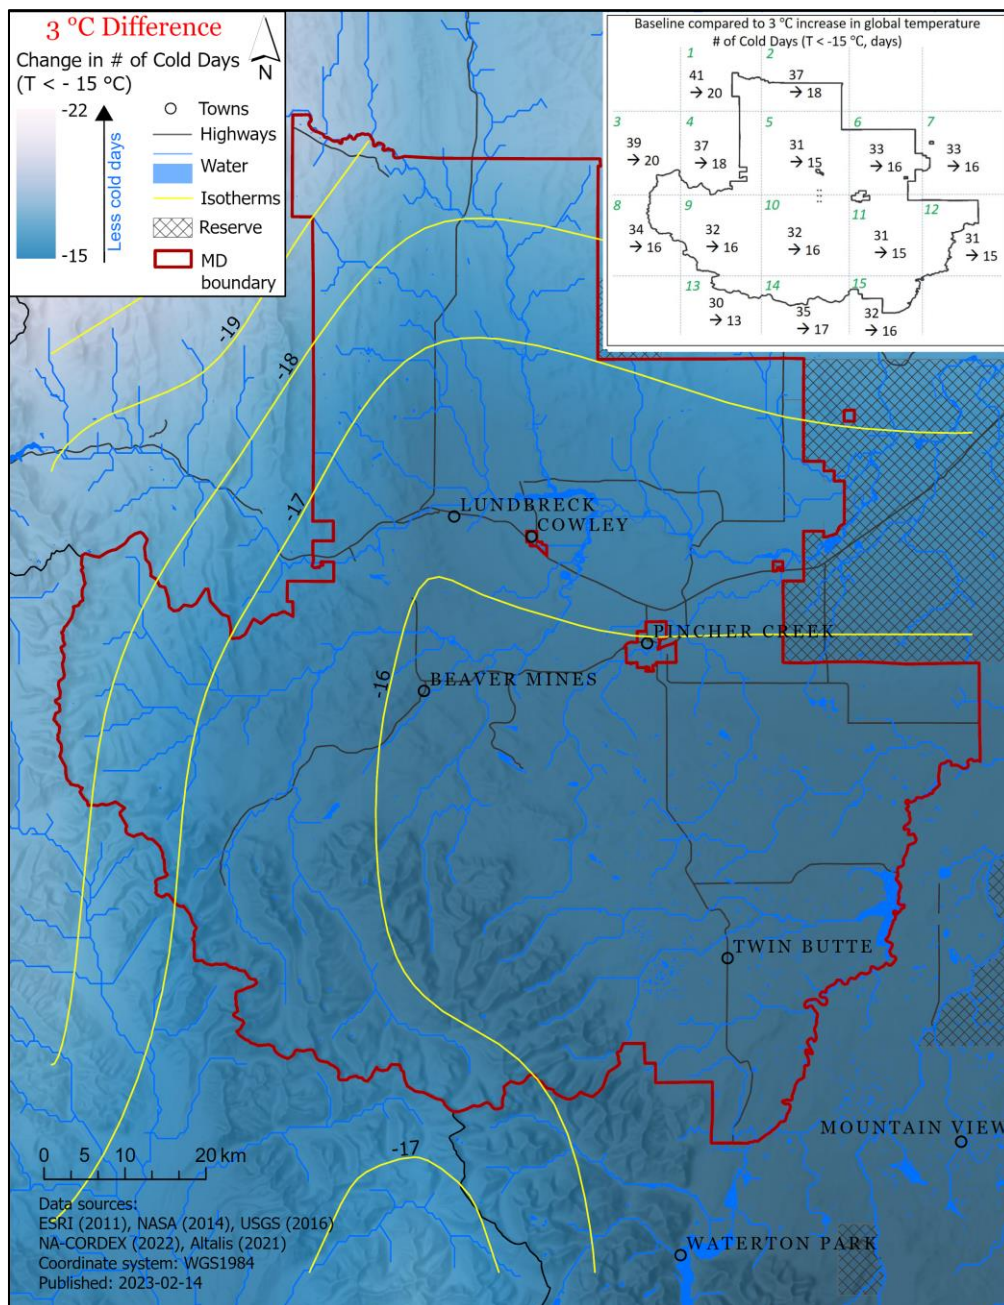 3 ºC Difference
Change in # of Cold Days
(T < - 15 °C)
-22
-15
Less cold days
N
Towns
Highways
Water
Isotherms
Reserve
MD
boundary
Baseline compared to 3 °C increase in global temperature
# of Cold Days (T < -15 °C, days)
1
2
41
→ 20
37
→ 18
3
4
5
6
7
39
→ 20
37
→ 18
31
→ 15
33
→ 16
33
→ 16
8
9
10
11
12
34
→ 16
32
→ 16
32
→ 16
31
→ 15
31
→ 15
13
14
15
30
→ 13
35
→ 17
32
→ 16
-19
-18
-17
LUNDBRECK
COWLEY
PINCHER CREEK
-16
BEAVER MINES
TWIN BUTTE
MOUNTAIN VIEW
-17
WATERTON PARK
0 5 10 20 km
Data sources:
ESRI (2011), NASA (2014), USGS (2016)
NA-CORDEX (2022), Altalis (2021)
Coordinate system: WGS1984
Published: 2023-02-14